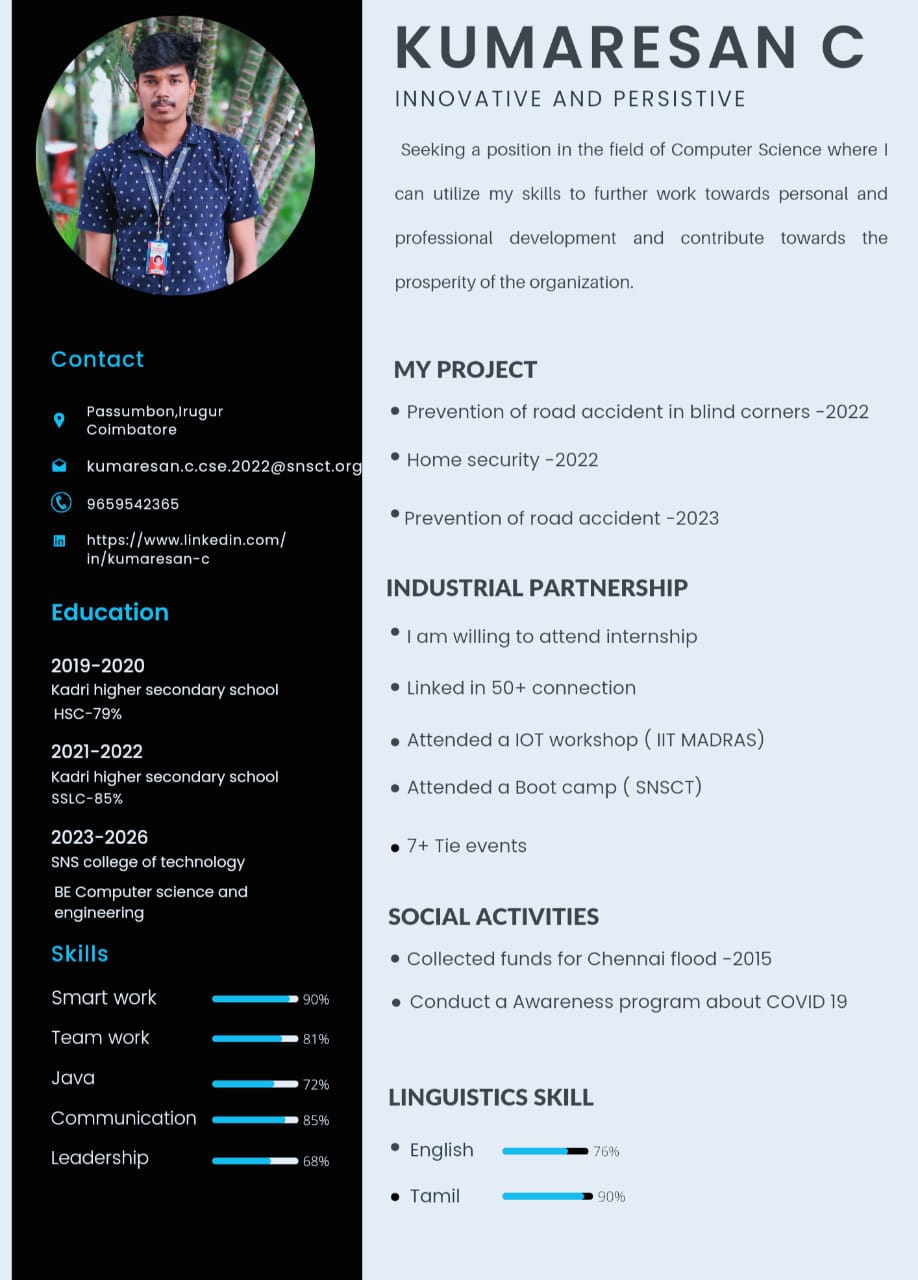 KUMARESAN C
INNOVATIVE AND PERSISTIVE
Seeking a position in the field of Computer Science where I
can utilize my skills to further work towards personal and
professional development and contribute towards the
prosperity of the organization.
Contact
Passumbon,Irugur
Coimbatore
kumaresan.c.cse.2022@snsct.org
9659542365
https://www.linkedin.com/
in/kumaresan-c
Education
2019-2020
Kadri higher secondary school
HSC-79%
2021-2022
Kadri higher secondary school
SSLC-85%
2023-2026
SNS college of technology
BE Computer science and
engineering
Skills
Smart work 90%
Team work 81%
Java 72%
Communication 85%
Leadership 68%
MY PROJECT
• Prevention of road accident in blind corners -2022
• Home security -2022
• Prevention of road accident -2023
INDUSTRIAL PARTNERSHIP
• I am willing to attend internship
• Linked in 50+ connection
• Attended a IOT workshop ( IIT MADRAS)
• Attended a Boot camp ( SNSCT)
• 7+ Tie events
SOCIAL ACTIVITIES
• Collected funds for Chennai flood -2015
• Conduct a Awareness program about COVID 19
LINGUISTICS SKILL
• English 76%
• Tamil 90%